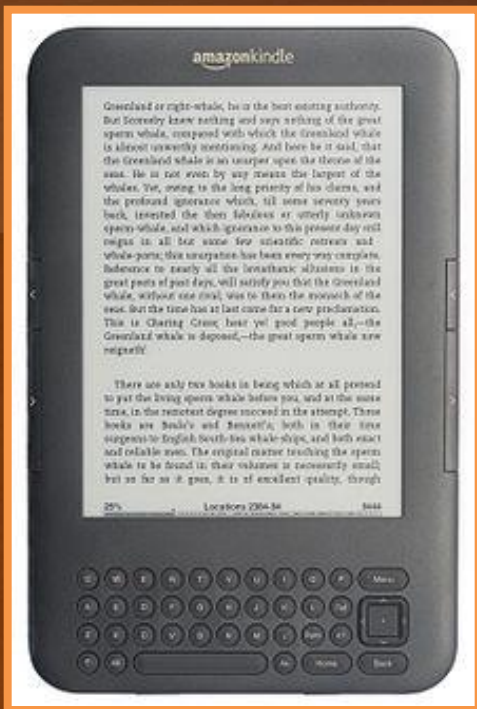 amazonkindle
Greenland or right-whale, he is the best existing authority.
But Scoresby knew nothing and says nothing of the great
sperm whale, compared with which the Greenland whale
is almost unworthy mentioning. And here be it said, that
the Greenland whale is an usurper upon the throne of the
seas. He is not even by any means the largest of the
whales. Yet, owing to the long priority of his claims, and
the profound ignorance which, till some seventy years
back, invested the then fabulous or utterly unknown
sperm-whale, and which ignorance to this present day still
reigns in all but some few scientific retreats and
whale-ports; this usurpation has been every way complete.
Reference to nearly all the leviathanic allusions in the
great poets of past days, will satisfy you that the Greenland
whale, without one rival, was to them the monarch of the
seas. But the time has at last come for a new proclamation.
This is Charing Cross; hear ye! good people all,—the
Greenland whale is deposed,—the great sperm whale now
reigneth!
There are only two books in being which at all pretend
to put the living sperm whale before you, and at the same
time, in the remotest degree succeed in the attempt. Those
books are Beale's and Bennett's; both in their time
surgeons to English South-Sea whale-ships, and both exact
and reliable men. The original matter touching the sperm
whale to be found in their volumes is necessarily small;
but so far as it goes, it is of excellent quality, though
25% Locations 2384-94 9444
Q W E R T Y U I O P Menu
A S D F G H J K L Del
Z X C V B N M . Sym
Alt Aa Home Back